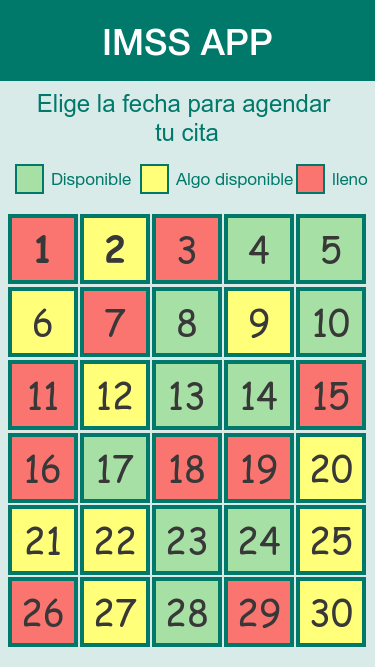 IMSS APP
Elige la fecha para agendar
tu cita
Disponible Algo disponible lleno
1 2 3 4 5
6 7 8 9 10
11 12 13 14 15
16 17 18 19 20
21 22 23 24 25
26 27 28 29 30